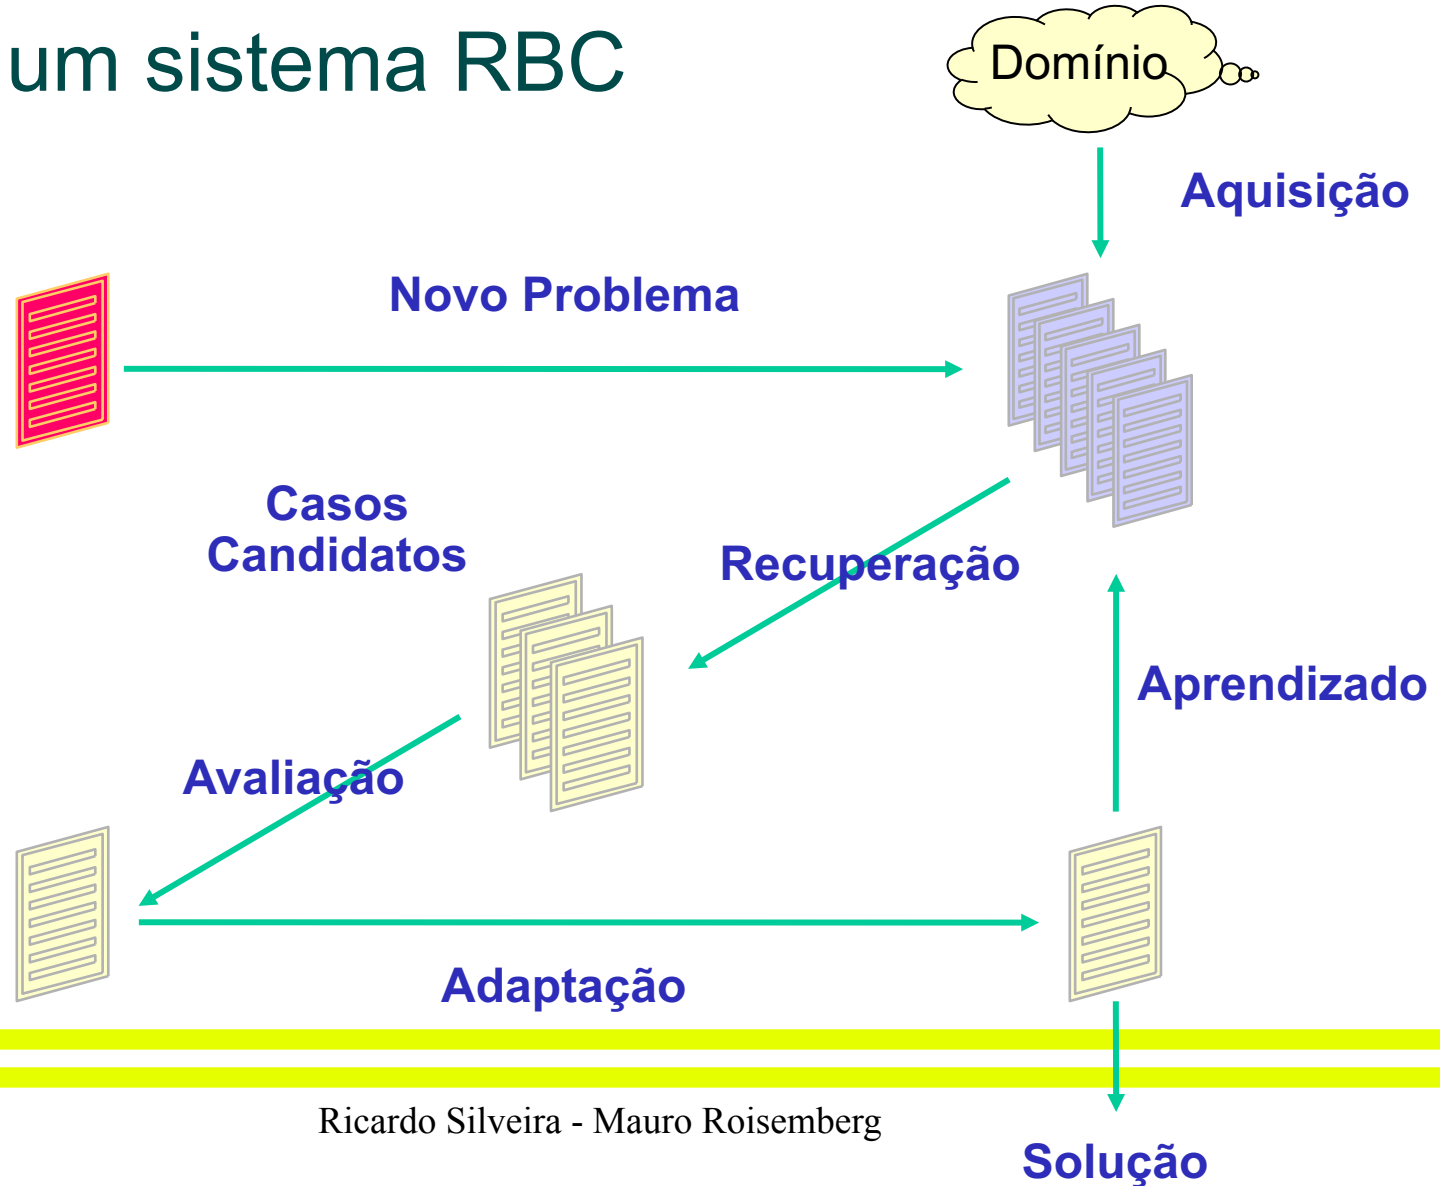 um sistema RBC
Domínio
Aquisição
Novo Problema
Casos
Candidatos
Recuperação
Aprendizado
Avaliação
Adaptação
Ricardo Silveira - Mauro Roisemberg
Solução